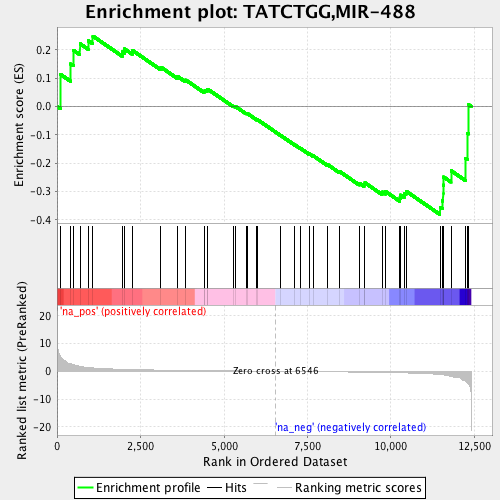 Enrichment plot: TATCTGG,MIR-488
Enrichment score (ES)
0.2
0.1
0.0
-0.1
-0.2
-0.3
-0.4
'na_pos' (positively correlated)
Ranked list metric (PreRanked)
20
10
0
-10
-20
Zero cross at 6546
'na_neg' (negatively correlated)
0
2,500
5,000
7,500
10,000
12,500
Rank in Ordered Dataset
Enrichment profile
Hits
Ranking metric scores